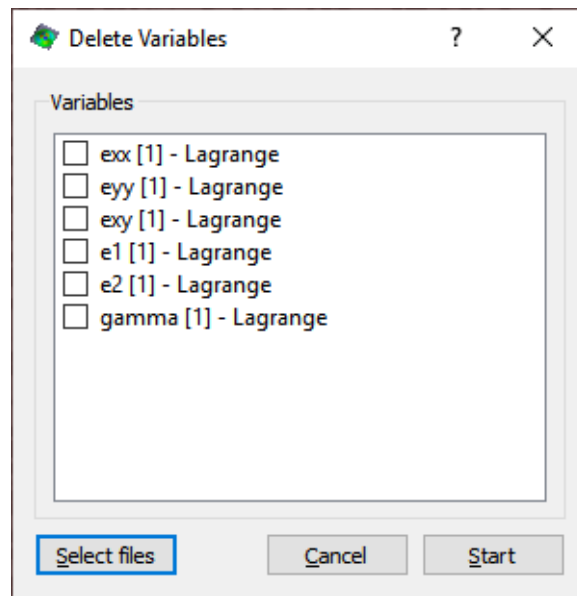 Delete Variables
?
Variables
exx [1] - Lagrange
eyy [1] - Lagrange
exy [1] - Lagrange
e1 [1] - Lagrange
e2 [1] - Lagrange
gamma [1] - Lagrange
Select files
Cancel
Start